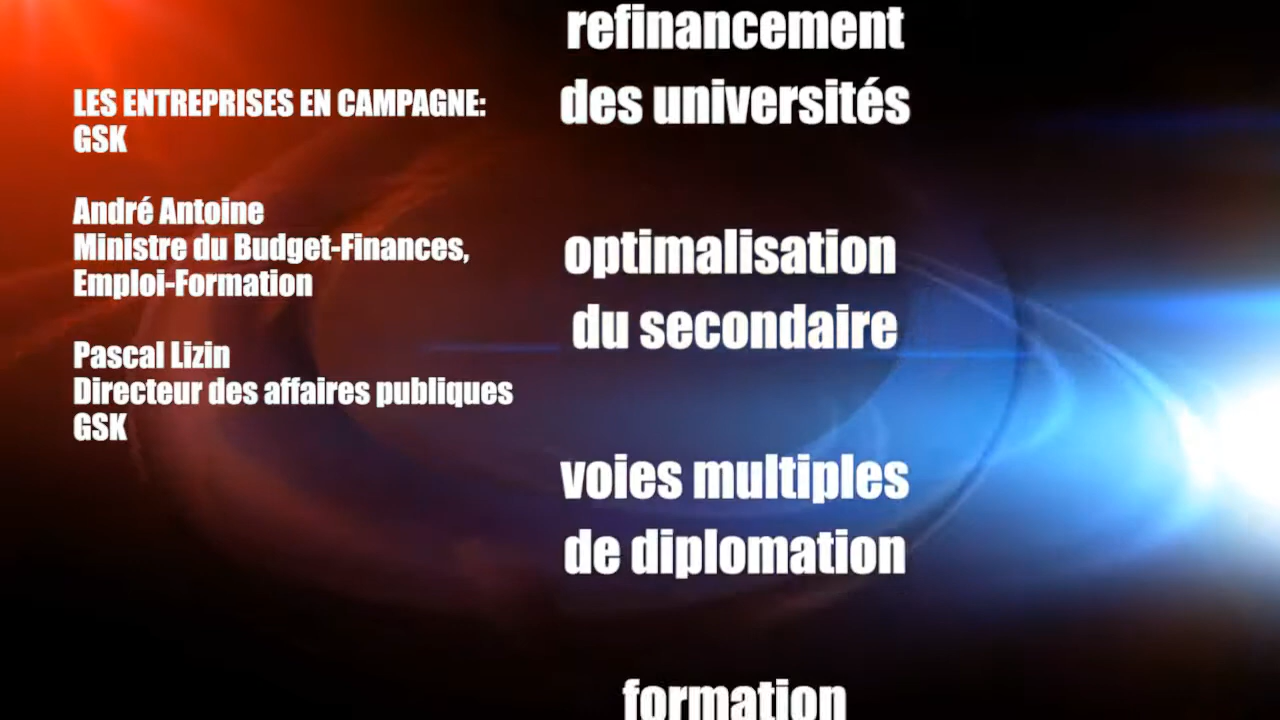 LES ENTREPRISES EN CAMPAGNE:
GSK
André Antoine
Ministre du Budget-Finances,
Emploi-Formation
Pascal Lizin
Directeur des affaires publiques
GSK
refinancement
des universités
optimalisation
du secondaire
voies multiples
de diplomation
formation